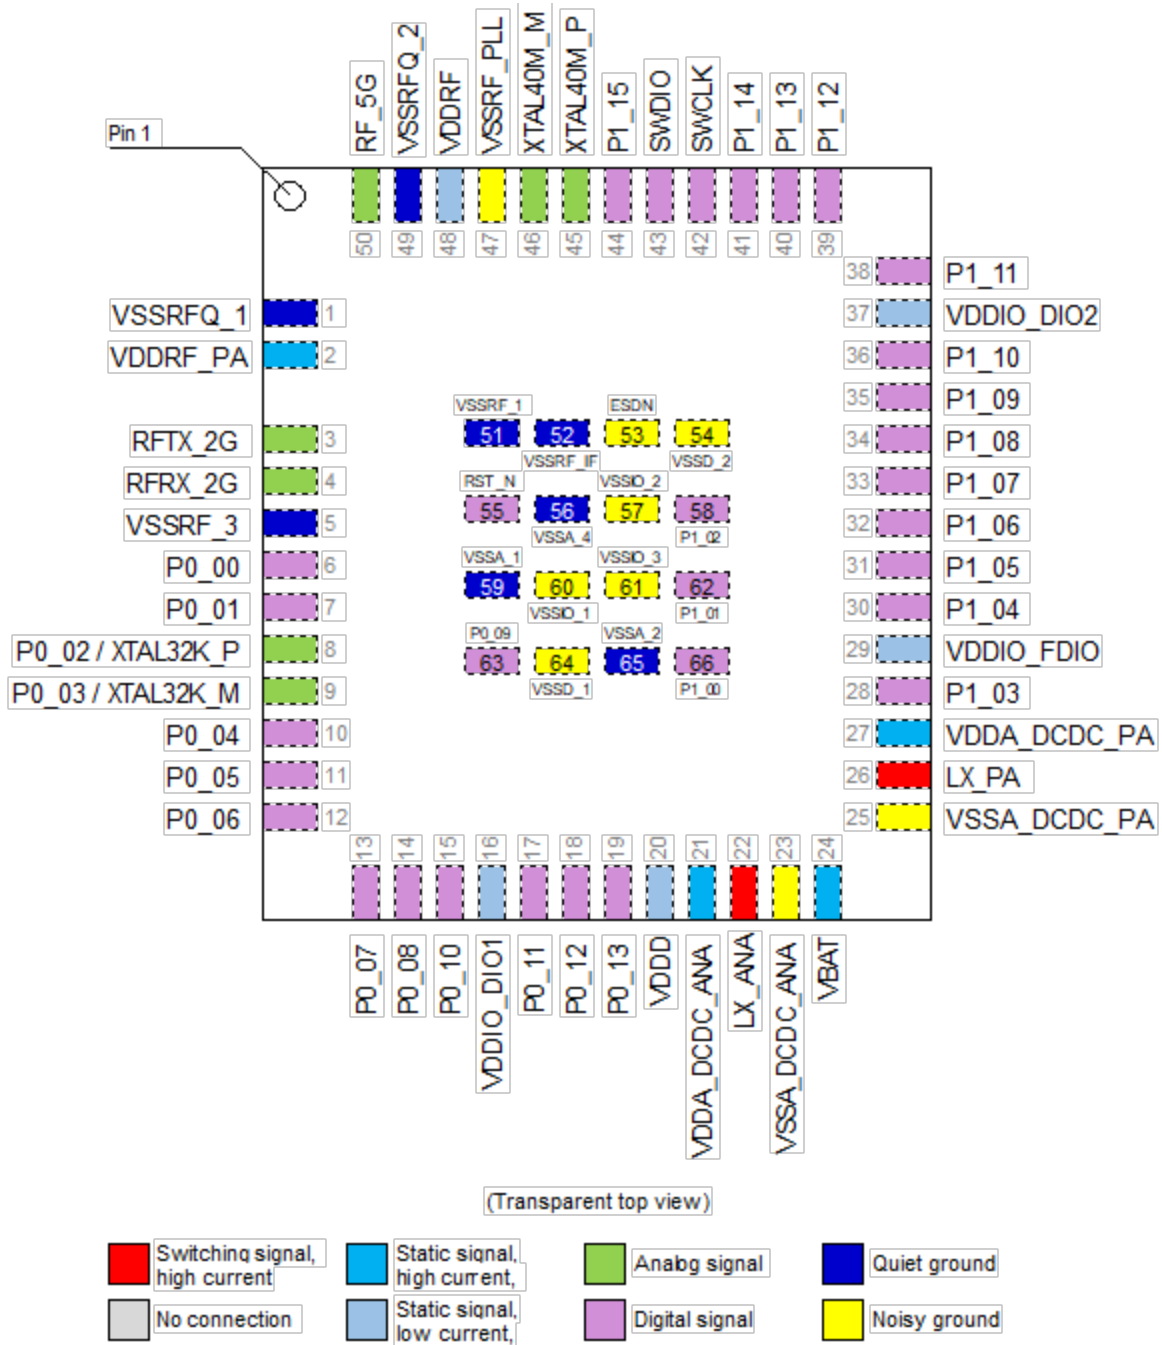 RF_5G
VSSRFQ_2
VDDRF
VSSRF_PLL
XTAL40M_M
XTAL40M_P
P1_15
SWDIO
SWCLK
P1_14
P1_13
P1_12
Pin 1
50
49
48
47
46
45
44
43
42
41
40
39
38 P1_11
VSSRFQ_1 1
37 VDDIO_DIO2
VDDRF_PA 2
36 P1_10
35 P1_09
RFTX_2G 3
34 P1_08
RFRX_2G 4
33 P1_07
VSSRF_3 5
32 P1_06
P0_00 6
31 P1_05
P0_01 7
30 P1_04
P0_02 / XTAL32K_P 8
29 VDDIO_FDIO
P0_03 / XTAL32K_M 9
28 P1_03
P0_04 10
27 VDDA_DCDC_PA
P0_05 11
26 LX_PA
P0_06 12
25 VSSA_DCDC_PA
VSSRF_1 ESDN
51 52 53 54
VSSRF_IF VSSD_2
RST_N VSSIO_2
55 56 57 58
VSSA_4 P1_02
VSSA_1 VSSIO_3
59 60 61 62
VSSIO_1 P1_01
P0_09 VSSA_2
63 64 65 66
VSSD_1 P1_00
13
14
15
16
17
18
19
20
21
22
23
24
P0_07
P0_08
P0_10
VDDIO_DIO1
P0_11
P0_12
P0_13
VDDD
VDDA_DCDC_ANA
LX_ANA
VSSA_DCDC_ANA
VBAT
(Transparent top view)
Switching signal,
high current
Static signal,
high current,
Analog signal
Quiet ground
No connection
Static signal,
low current,
Digital signal
Noisy ground